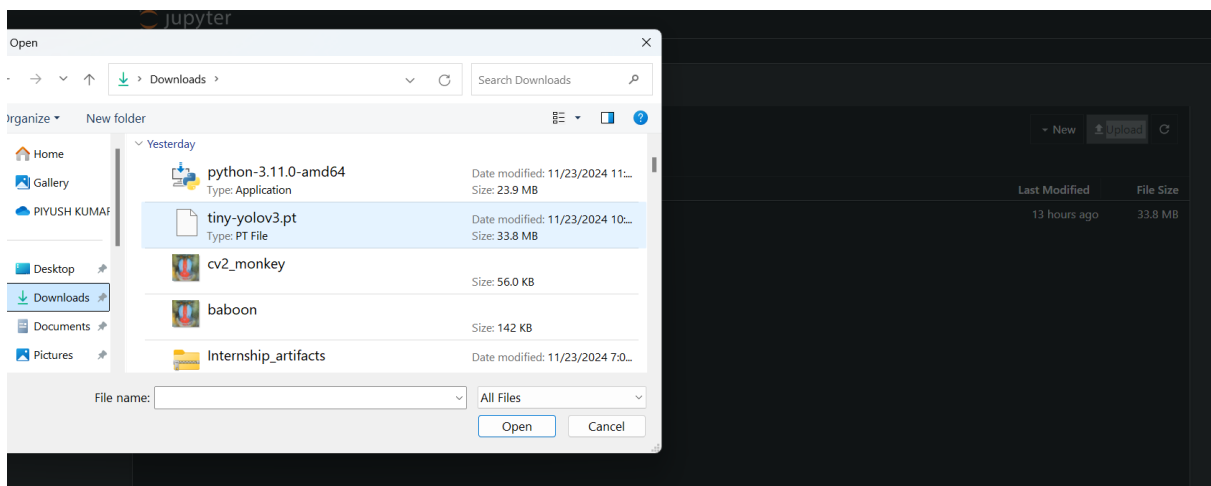 jupyter
Open
Downloads
Search Downloads
Organize New folder
New Upload
Home
Gallery
PIYUSH KUMAR
Desktop
Downloads
Documents
Pictures
Yesterday
python-3.11.0-amd64
Type: Application
Date modified: 11/23/2024 11:...
Size: 23.9 MB
tiny-yolov3.pt
Type: PT File
Date modified: 11/23/2024 10:...
Size: 33.8 MB
cv2_monkey
Size: 56.0 KB
baboon
Size: 142 KB
Internship_artifacts
Date modified: 11/23/2024 7:0...
Last Modified File Size
13 hours ago 33.8 MB
File name: All Files
Open Cancel